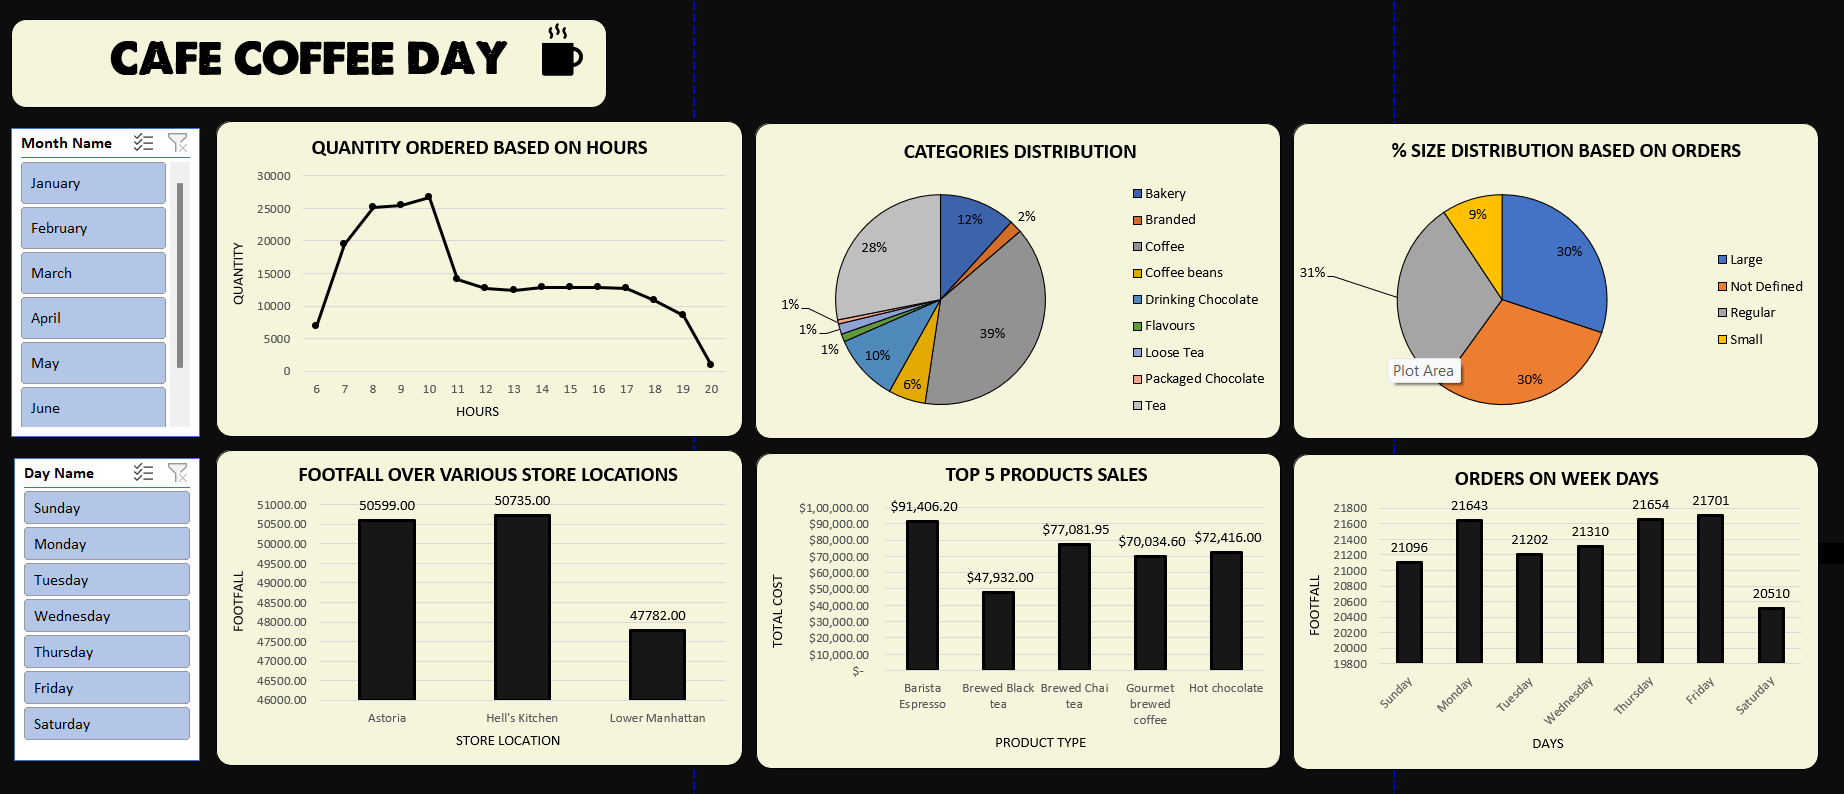 CAFE COFFEE DAY
Month Name
January
February
March
April
May
June
QUANTITY ORDERED BASED ON HOURS
30000
25000
20000
15000
10000
5000
0
QUANTITY
6 7 8 9 10 11 12 13 14 15 16 17 18 19 20
HOURS
CATEGORIES DISTRIBUTION
12%
2%
28%
39%
1%
1%
1%
10%
6%
Bakery
Branded
Coffee
Coffee beans
Drinking Chocolate
Flavours
Loose Tea
Packaged Chocolate
Tea
% SIZE DISTRIBUTION BASED ON ORDERS
9%
30%
31%
30%
Plot Area
Large
Not Defined
Regular
Small
Day Name
Sunday
Monday
Tuesday
Wednesday
Thursday
Friday
Saturday
FOOTFALL OVER VARIOUS STORE LOCATIONS
51000.00
50500.00
50000.00
49500.00
49000.00
48500.00
48000.00
47500.00
47000.00
46500.00
46000.00
FOOTFALL
50599.00
50735.00
47782.00
Astoria
Hell's Kitchen
Lower Manhattan
STORE LOCATION
TOP 5 PRODUCTS SALES
$1,00,000.00
$90,000.00
$80,000.00
$70,000.00
$60,000.00
$50,000.00
$40,000.00
$30,000.00
$20,000.00
$10,000.00
$-
TOTAL COST
$91,406.20
$47,932.00
$77,081.95
$70,034.60
$72,416.00
Barista
Espresso
Brewed Black
tea
Brewed Chai
tea
Gourmet
brewed
coffee
Hot chocolate
PRODUCT TYPE
ORDERS ON WEEK DAYS
21800
21600
21400
21200
21000
20800
20600
20400
20200
20000
19800
FOOTFALL
21096
21643
21202
21310
21654
21701
20510
Sunday
Monday
Tuesday
Wednesday
Thursday
Friday
Saturday
DAYS